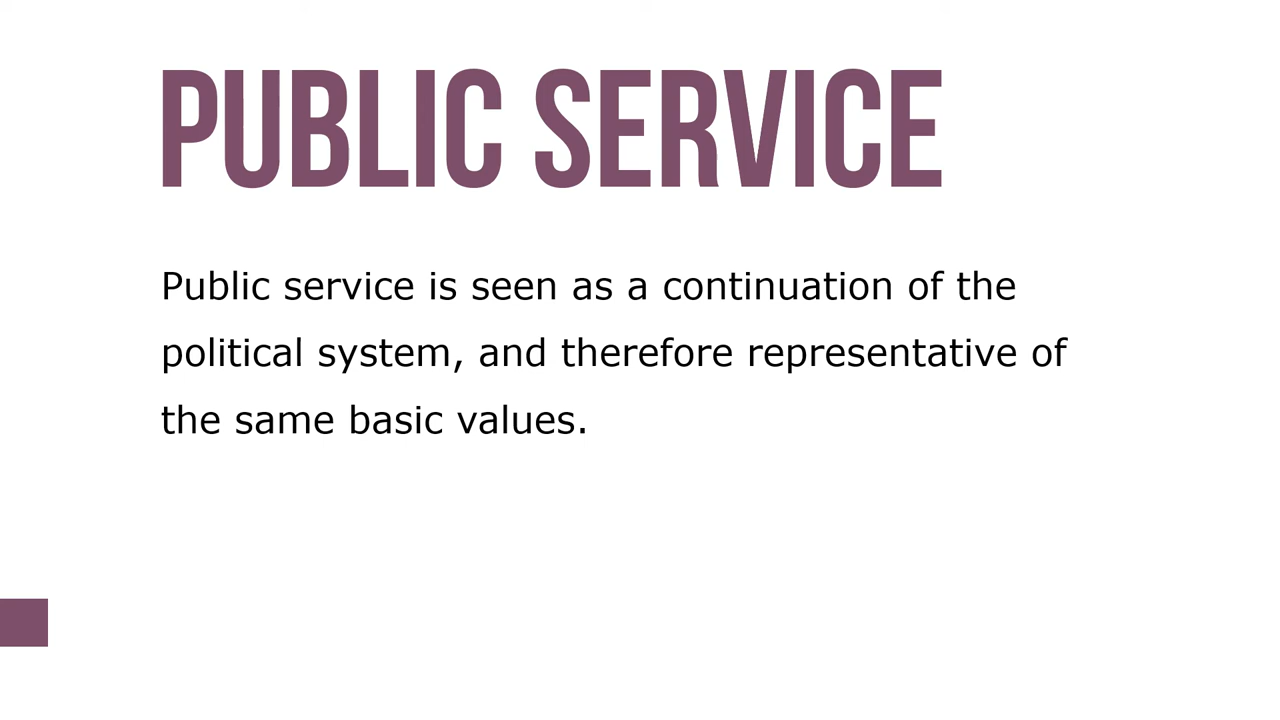 PUBLIC SERVICE
Public service is seen as a continuation of the
political system, and therefore representative of
the same basic values.